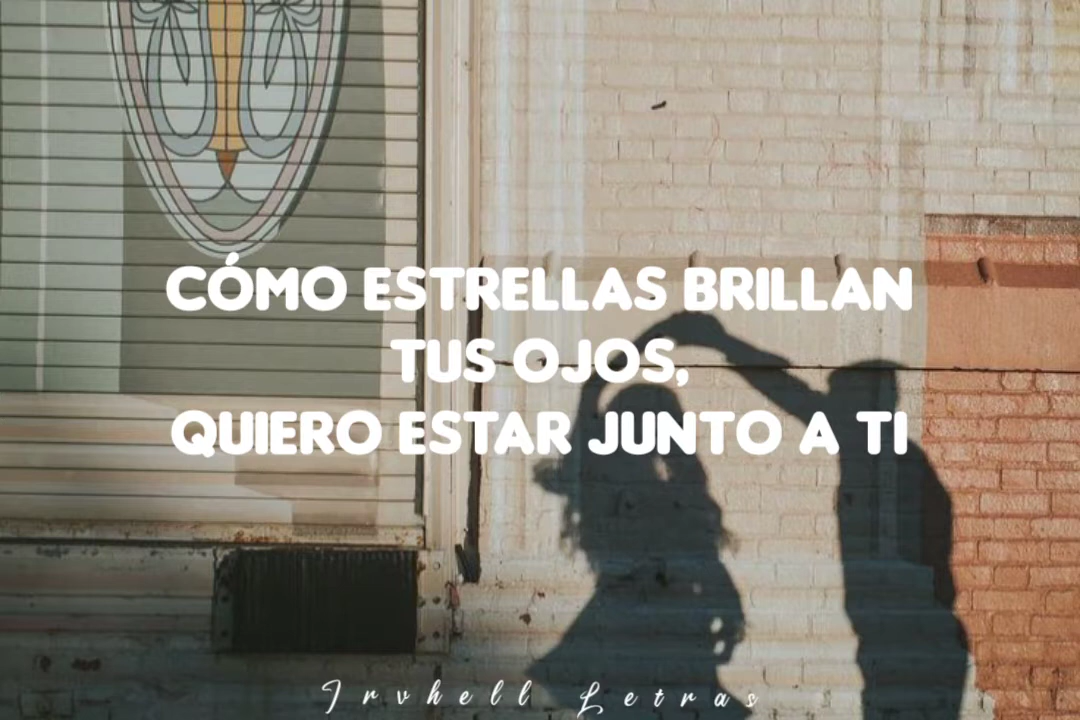 CÓMO ESTRELLAS BRILLAN
TUS OJOS,
QUIERO ESTAR JUNTO A TI
Irvhell Letras